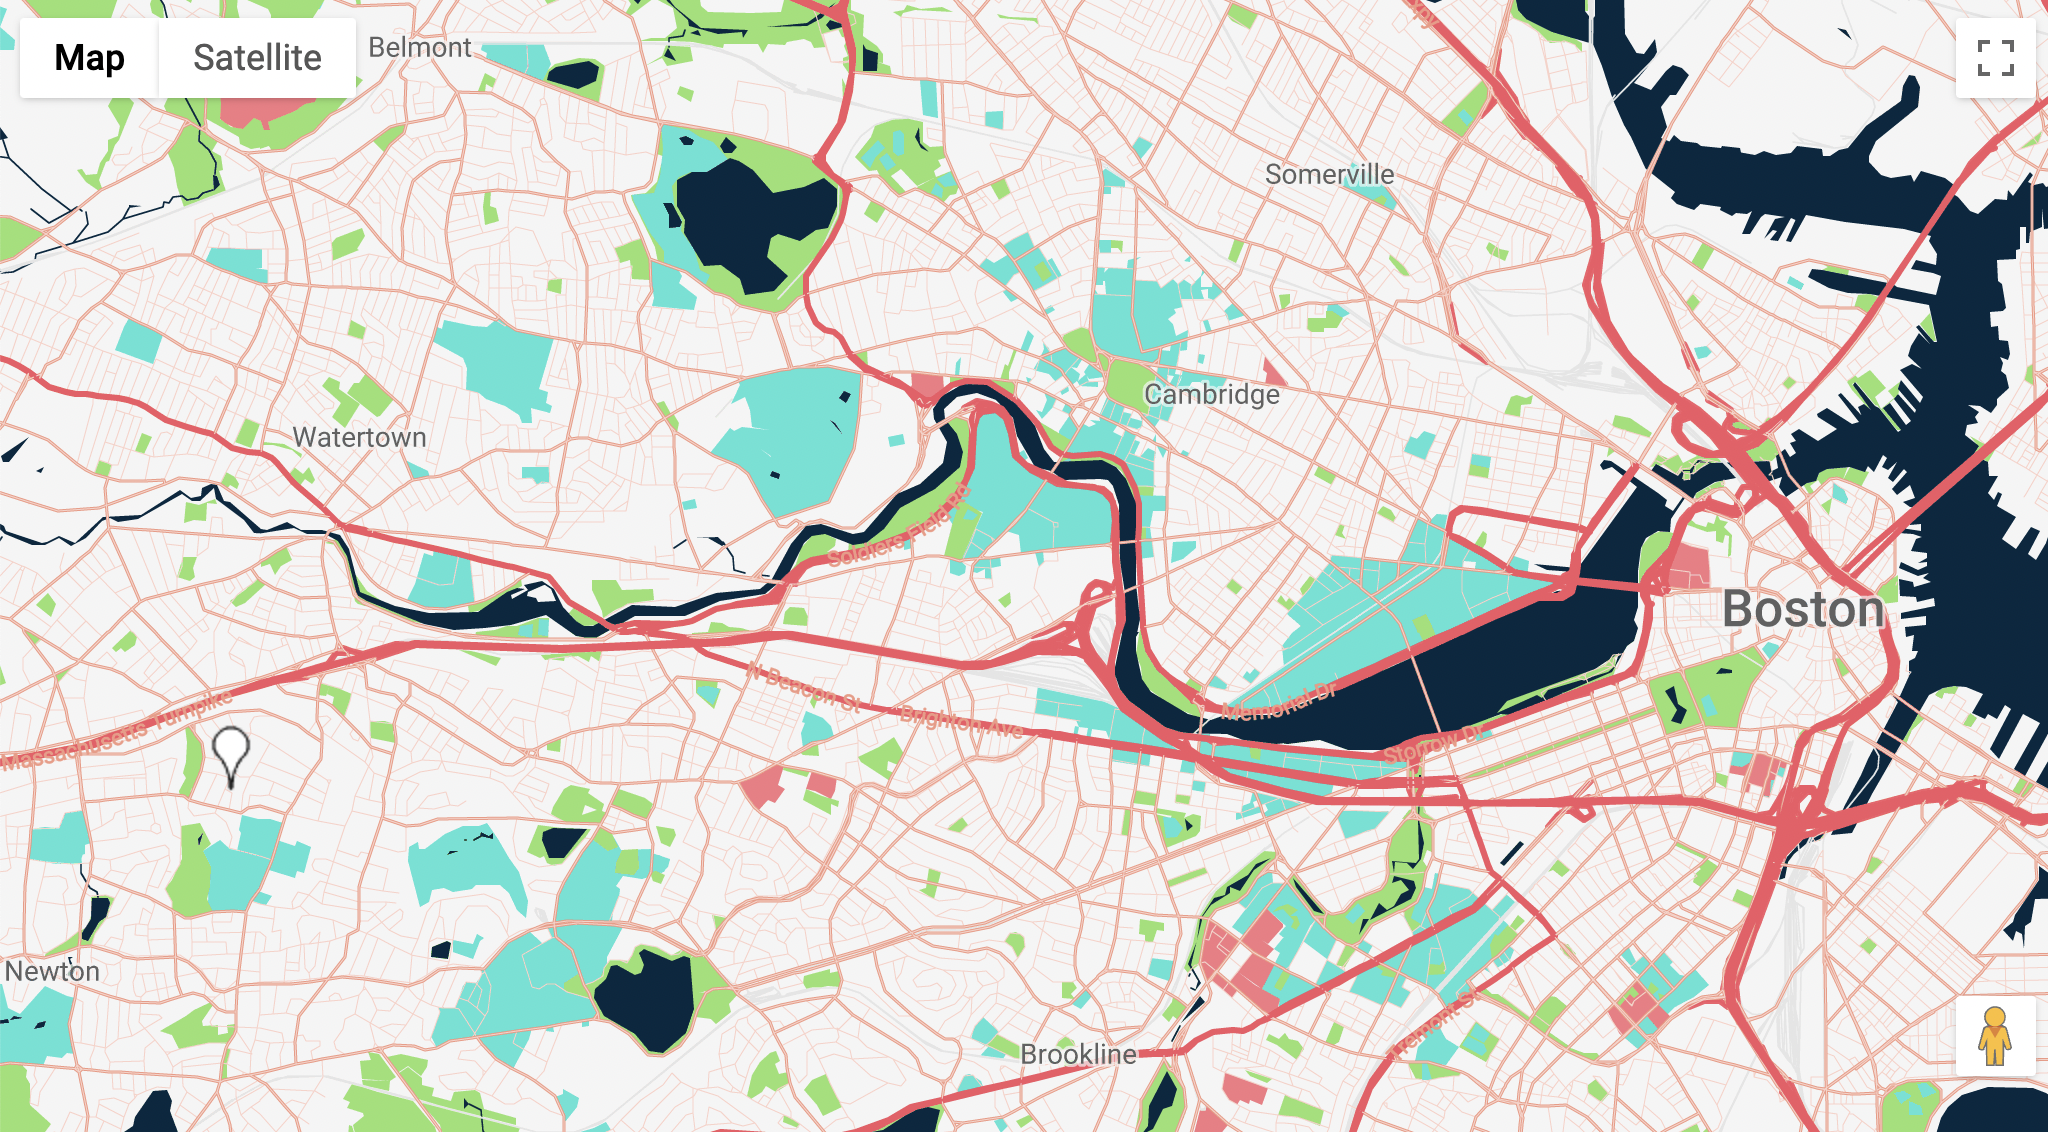 Map
Satellite
Belmont
Somerville
Cambridge
Watertown
Soldiers Field Rd
Boston
N Beacon St
Brighton Ave
Memorial Dr
Storrow Dr
Massachusetts Turnpike
Newton
Tremont St
Brookline